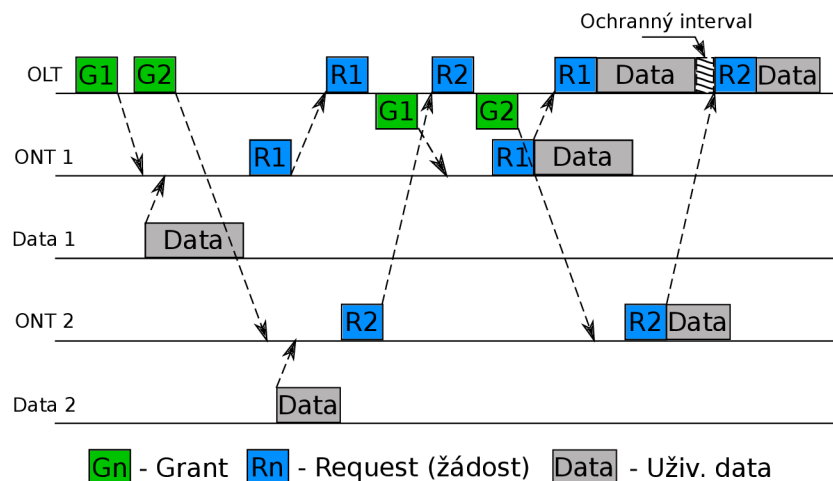 Ochranný interval
OLT G1 G2 R1 R2 R1 Data R2 Data
G1 G2
ONT 1 R1 R1 Data
Data 1 Data
ONT 2 R2 R2 Data
Data 2 Data
Gn - Grant Rn - Request (žádost) Data - Uživ. data